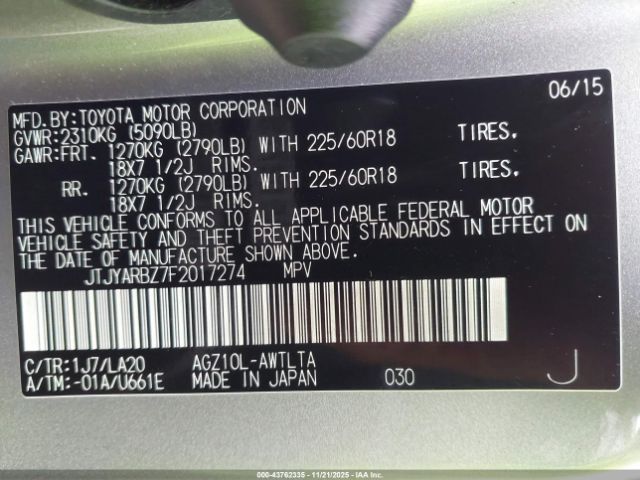 MFD.BY:TOYOTA MOTOR CORPORATION 06/15
GVWR:2310KG (5090LB)
GAWR:FRT. 1270KG (2790LB) WITH 225/60R18 TIRES.
18X7 1/2J RIMS.
RR. 1270KG (2790LB) WITH 225/60R18 TIRES.
18X7 1/2J RIMS.
THIS VEHICLE CONFORMS TO ALL APPLICABLE FEDERAL MOTOR
VEHICLE SAFETY AND THEFT PREVENTION STANDARDS IN EFFECT ON
THE DATE OF MANUFACTURE SHOWN ABOVE.
JTJYARBZ7F2017274 MPV
C/TR:1J7/LA20 AGZ10L-AWTLTA
A/TM:-01A/U661E MADE IN JAPAN 030 J
000-43762335 - 11/21/2025 - COPART